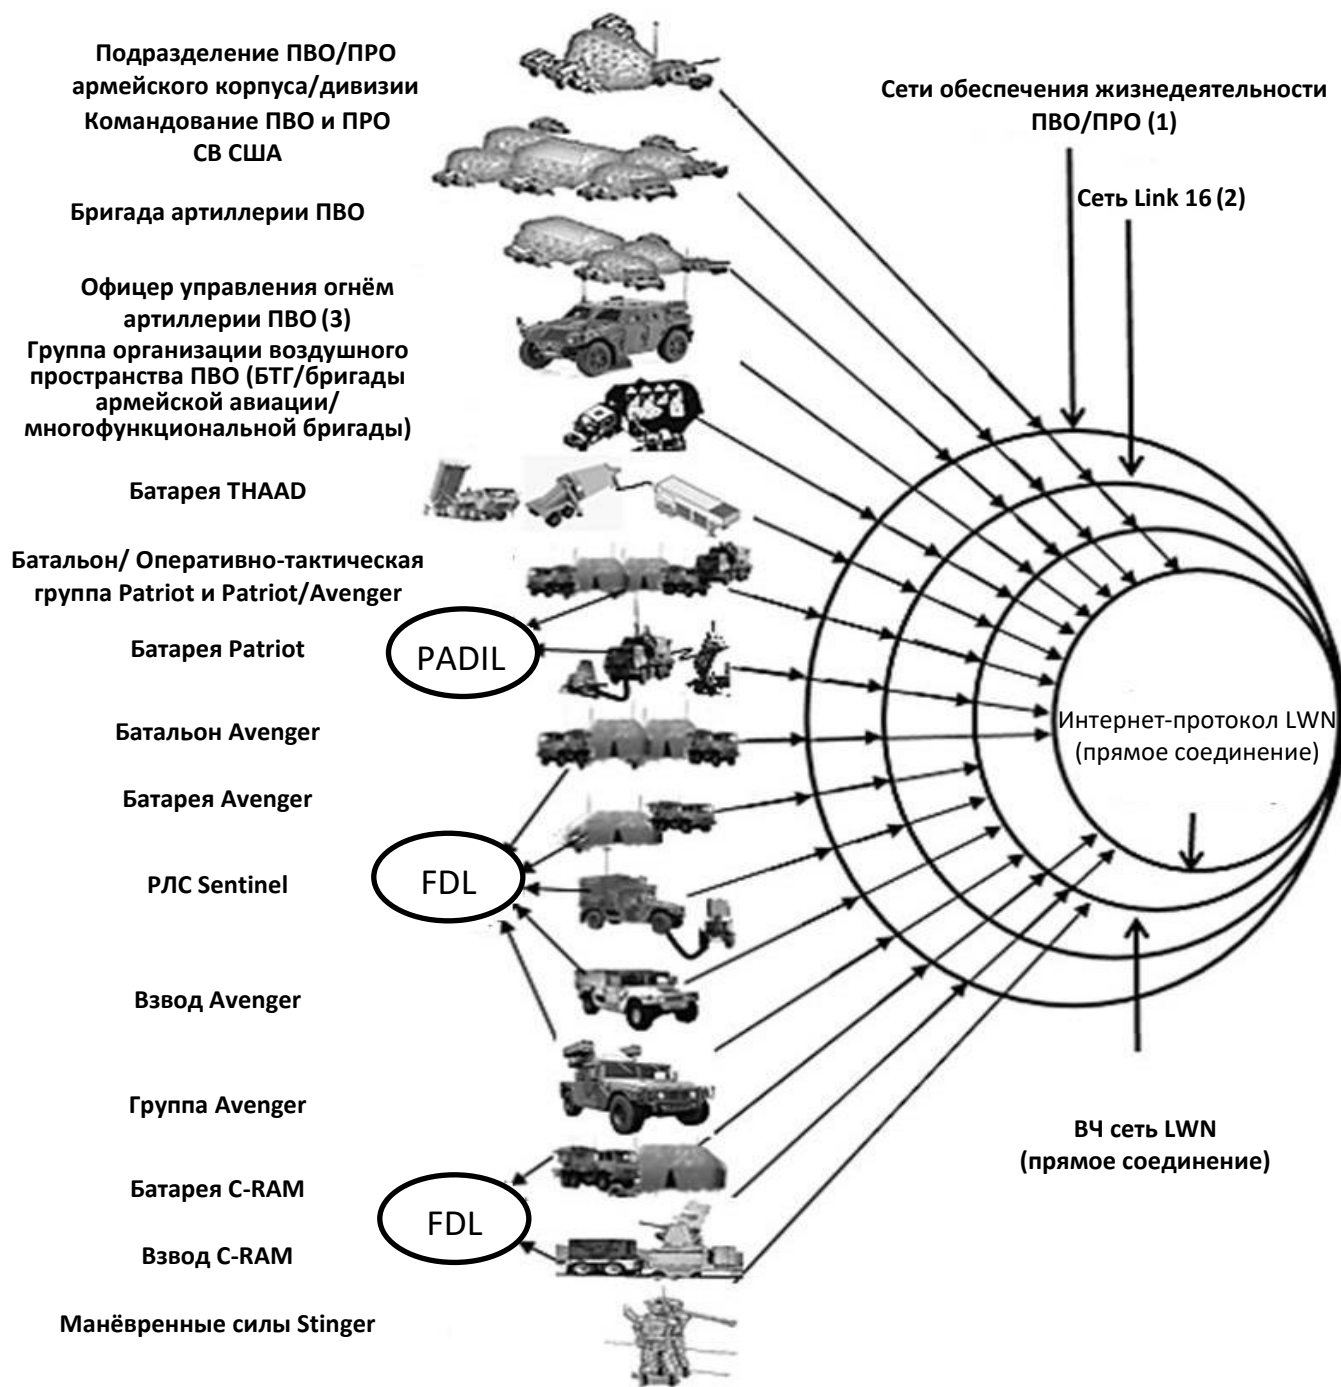 Подразделение ПВО/ПРО
армейского корпуса/дивизии
Командование ПВО и ПРО
СВ США
Бригада артиллерии ПВО
Офицер управления огнём
артиллерии ПВО (3)
Группа организации воздушного
пространства ПВО (БТГ/бригады
армейской авиации/
многофункциональной бригады)
Батарея THAAD
Батальон/ Оперативно-тактическая
группа Patriot и Patriot/Avenger
Батарея Patriot
PADIL
Батальон Avenger
Батарея Avenger
РЛС Sentinel
FDL
Взвод Avenger
Группа Avenger
Батарея C-RAM
FDL
Взвод C-RAM
Манёвренные силы Stinger
Сети обеспечения жизнедеятельности
ПВО/ПРО (1)
Сеть Link 16 (2)
Интернет-протокол LWN
(прямое соединение)
ВЧ сеть LWN
(прямое соединение)